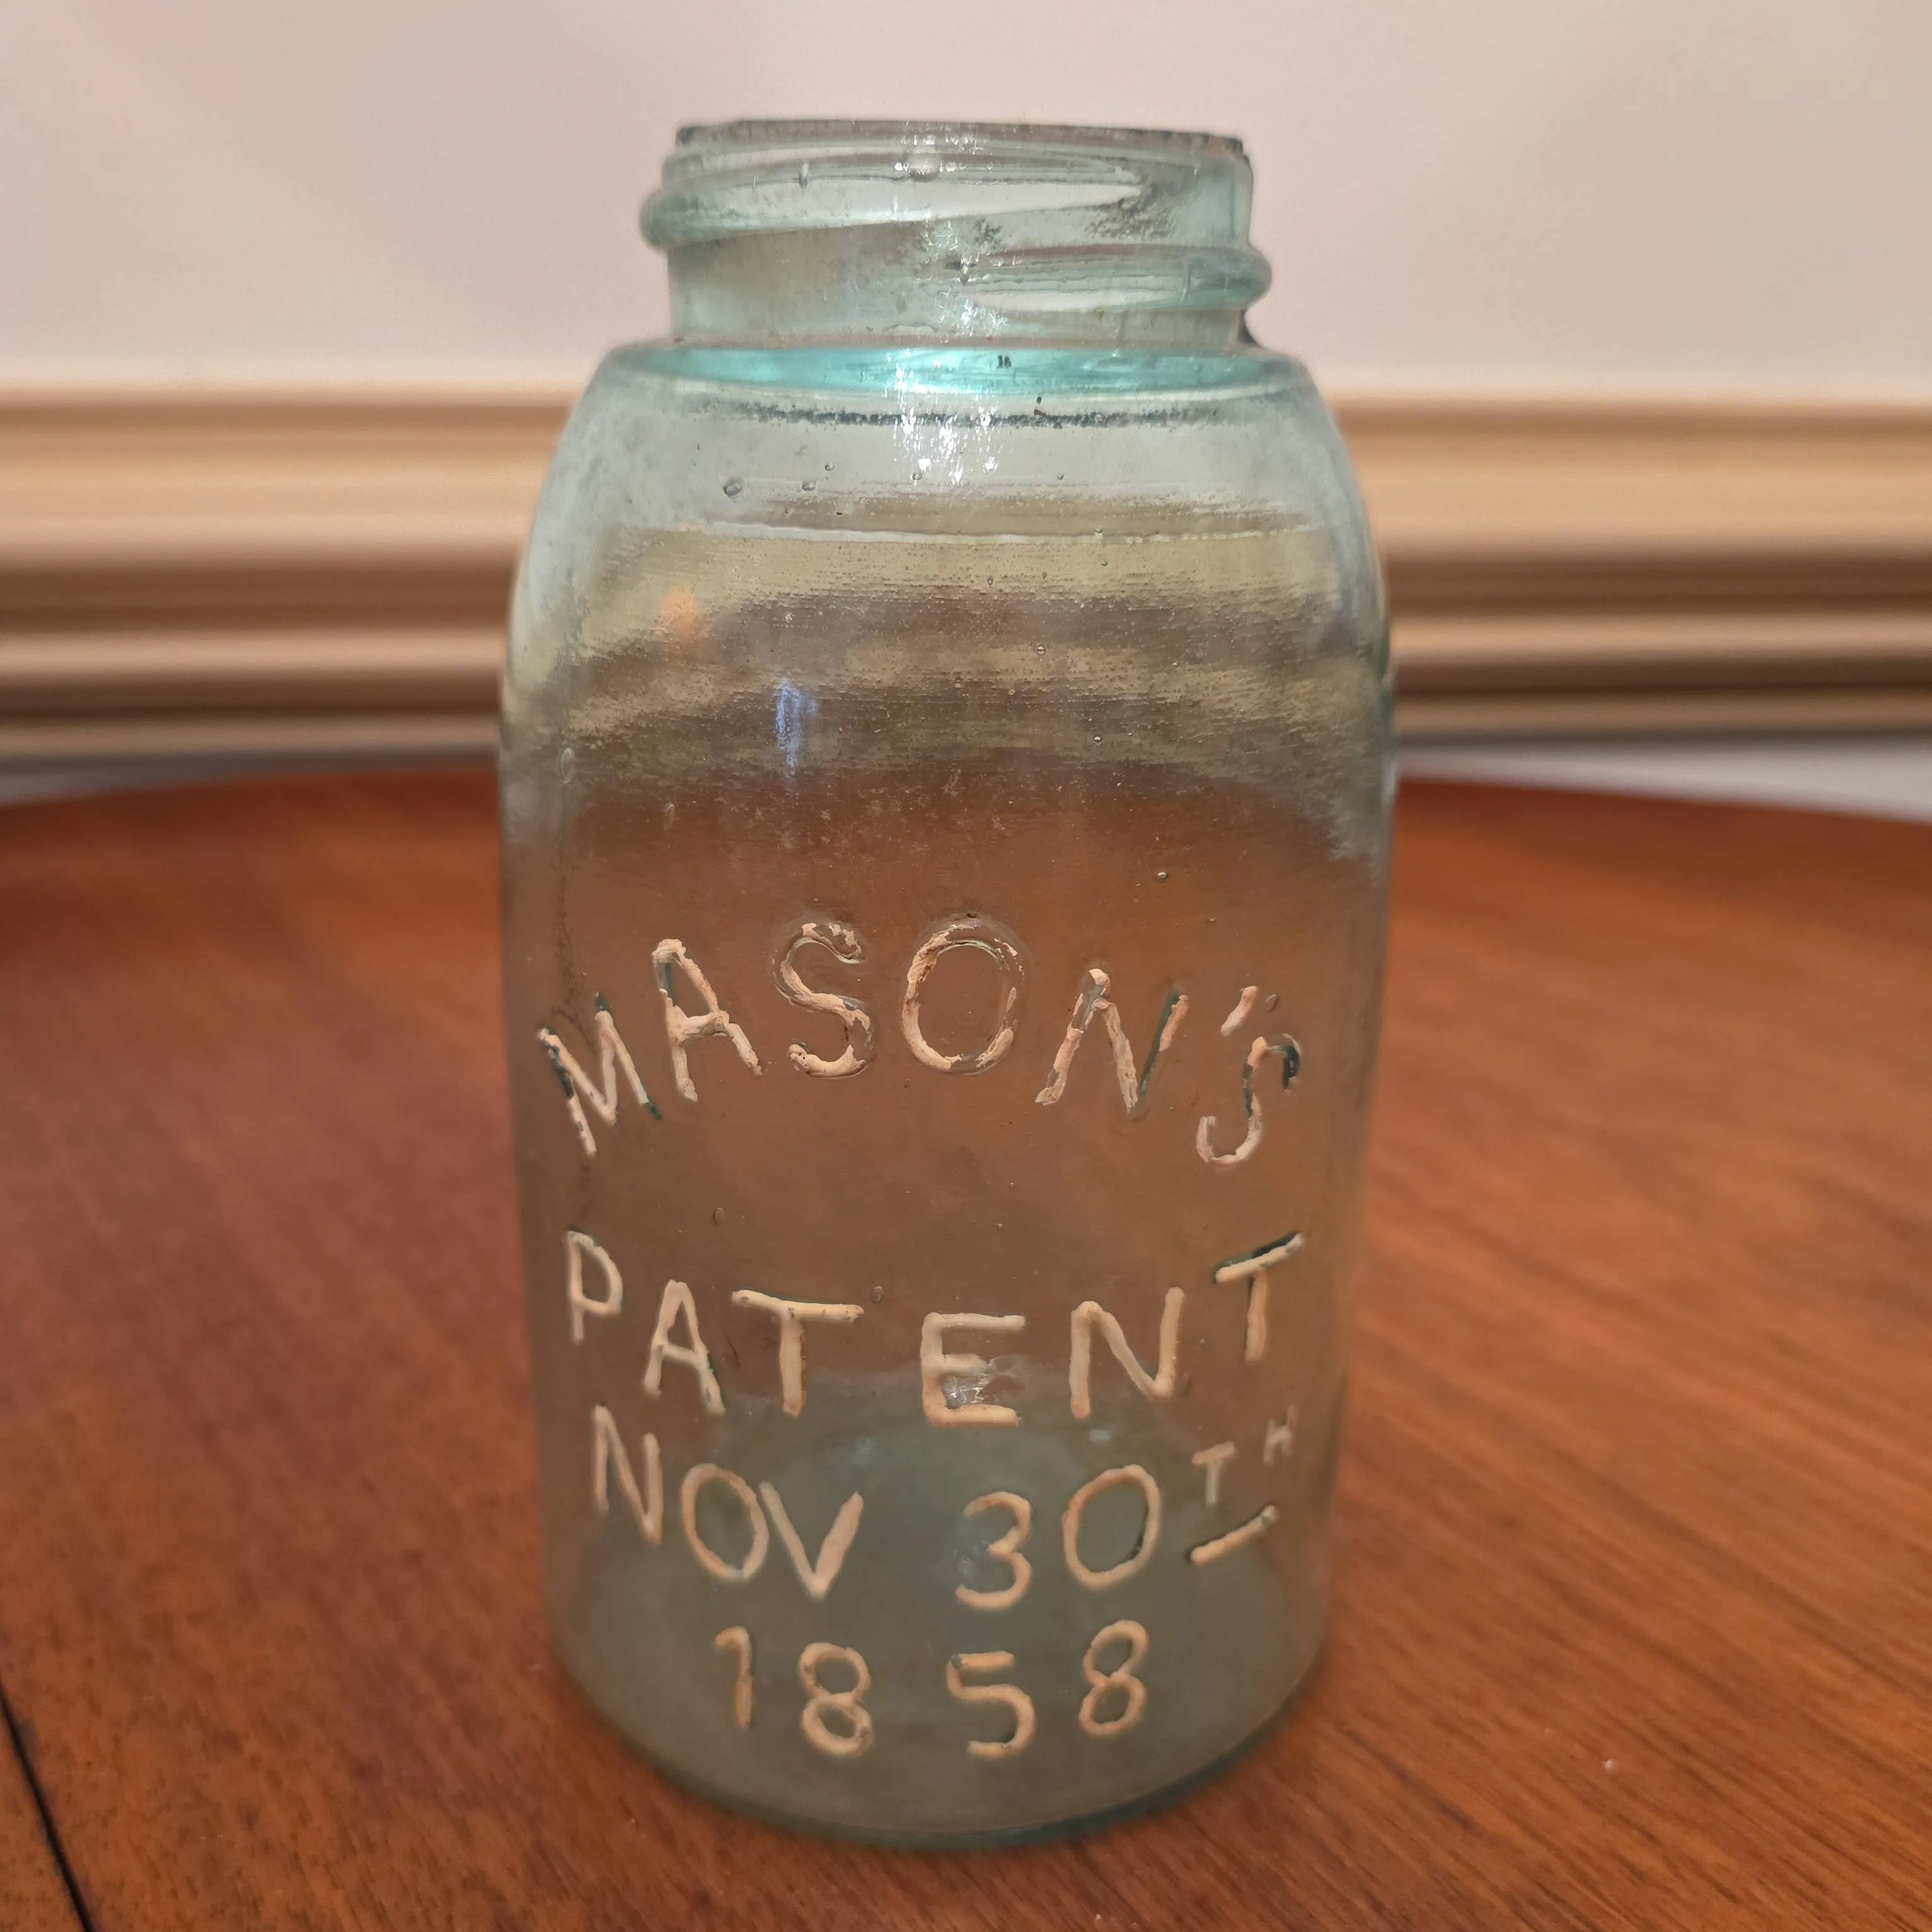 MASON'S
PATENT
NOV 30TH
1858